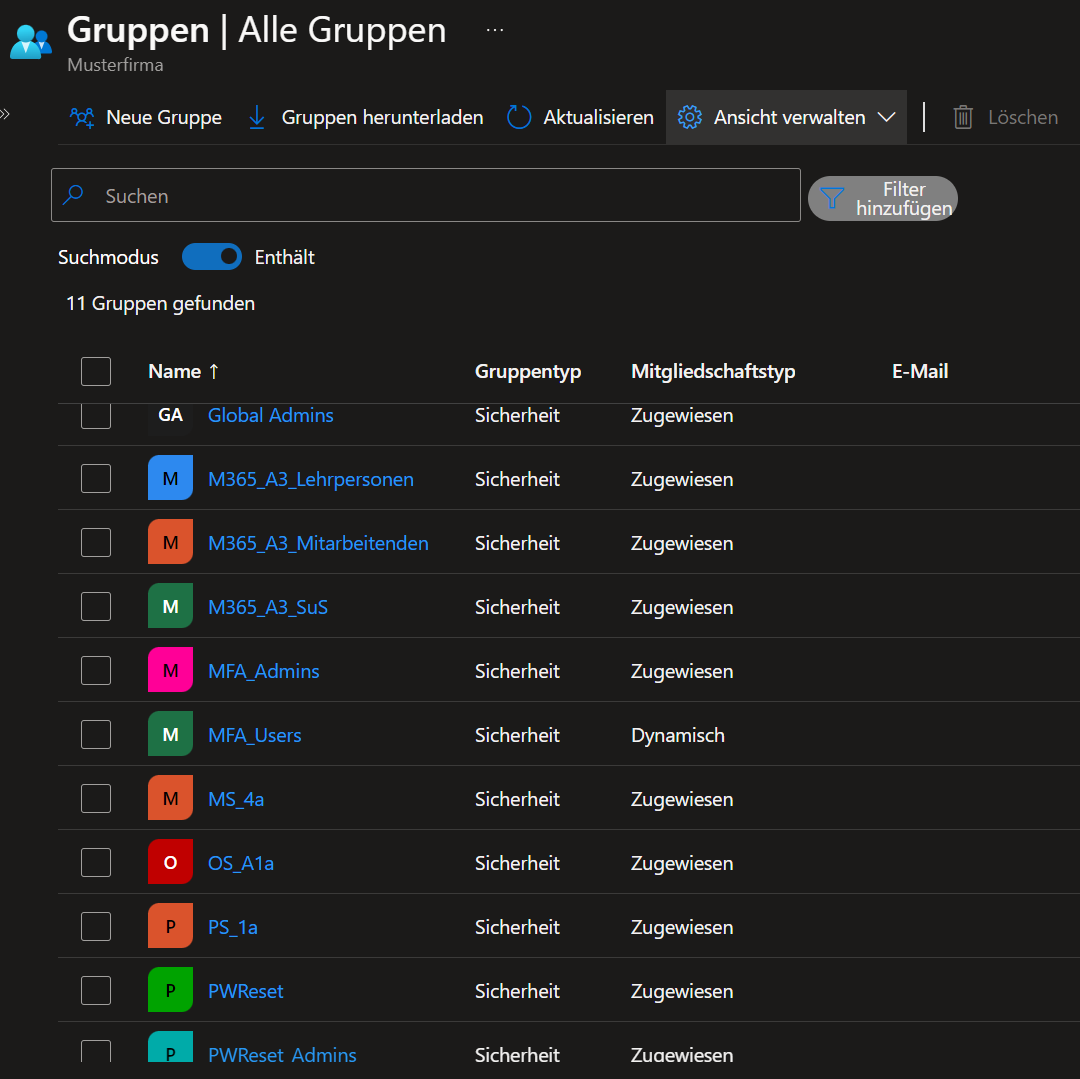 Gruppen | Alle Gruppen ...
Musterfirma
Neue Gruppe Gruppen herunterladen Aktualisieren Ansicht verwalten Löschen
Suchen
Filter
hinzufügen
Suchmodus Enthält
11 Gruppen gefunden
Name ↑ Gruppentyp Mitgliedschaftstyp E-Mail
GA Global Admins Sicherheit Zugewiesen
M M365_A3_Lehrpersonen Sicherheit Zugewiesen
M M365_A3_Mitarbeitenden Sicherheit Zugewiesen
M M365_A3_SuS Sicherheit Zugewiesen
M MFA_Admins Sicherheit Zugewiesen
M MFA_Users Sicherheit Dynamisch
M MS_4a Sicherheit Zugewiesen
O OS_A1a Sicherheit Zugewiesen
P PS_1a Sicherheit Zugewiesen
P PWReset Sicherheit Zugewiesen
P PWReset_Admins Sicherheit Zugewiesen